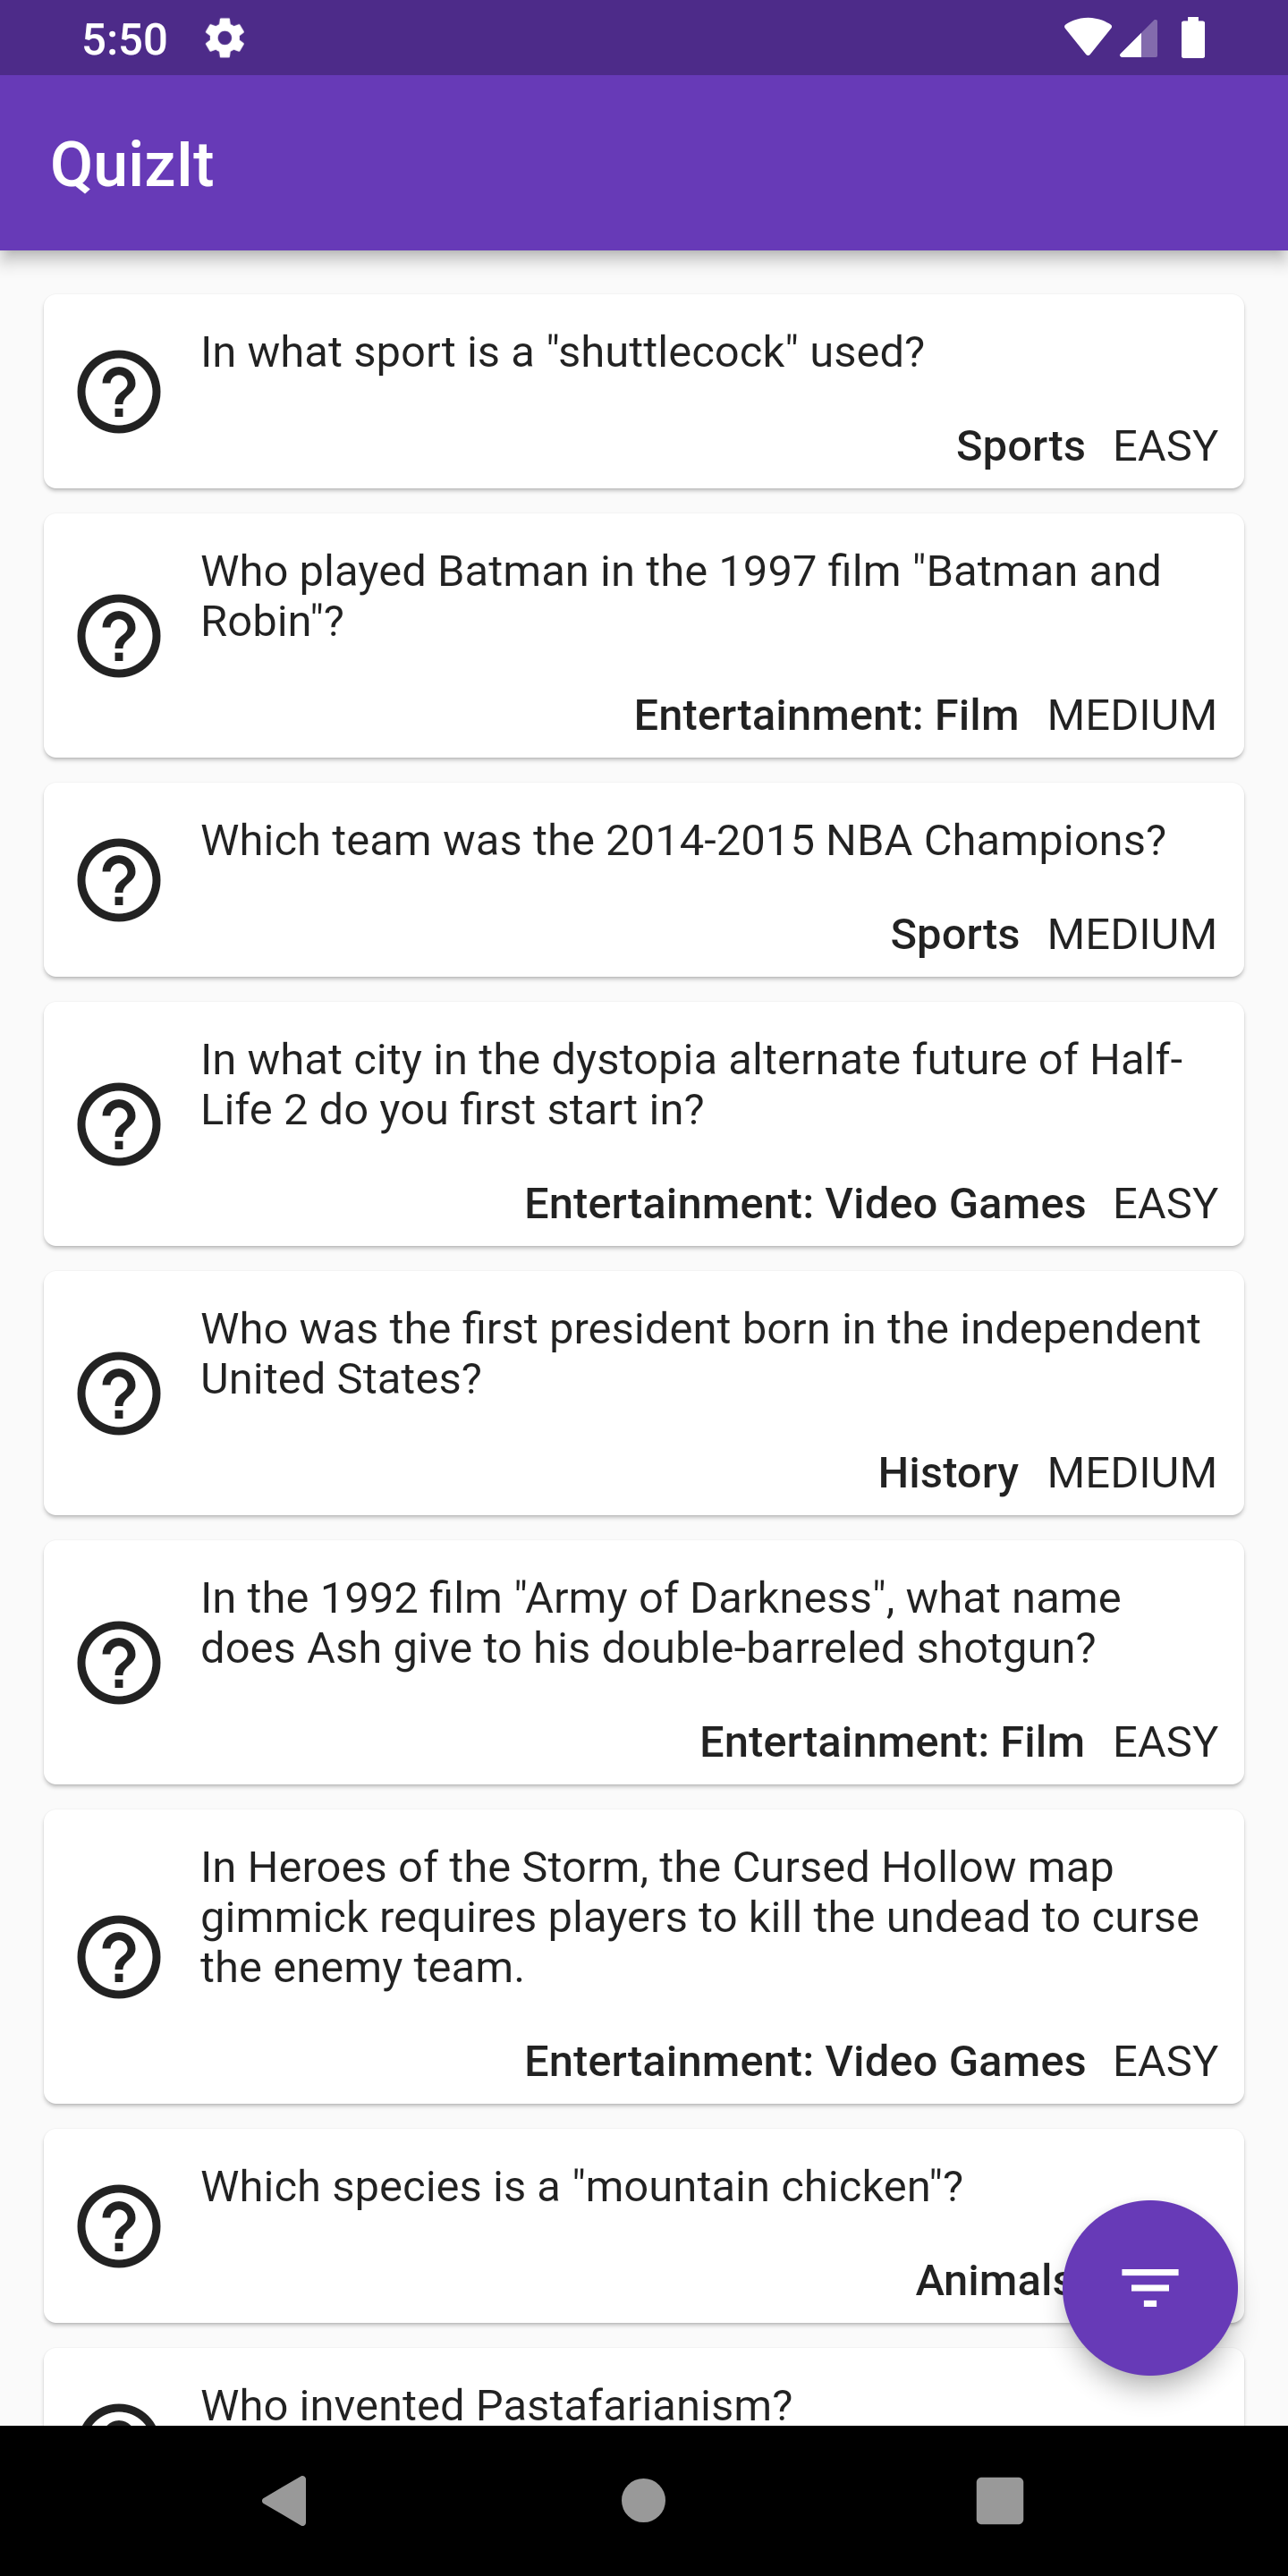 5:50
QuizIt
In what sport is a "shuttlecock" used?
Sports EASY
Who played Batman in the 1997 film "Batman and
Robin"?
Entertainment: Film MEDIUM
Which team was the 2014-2015 NBA Champions?
Sports MEDIUM
In what city in the dystopia alternate future of Half-
Life 2 do you first start in?
Entertainment: Video Games EASY
Who was the first president born in the independent
United States?
History MEDIUM
In the 1992 film "Army of Darkness", what name
does Ash give to his double-barreled shotgun?
Entertainment: Film EASY
In Heroes of the Storm, the Cursed Hollow map
gimmick requires players to kill the undead to curse
the enemy team.
Entertainment: Video Games EASY
Which species is a "mountain chicken"?
Animals
Who invented Pastafarianism?